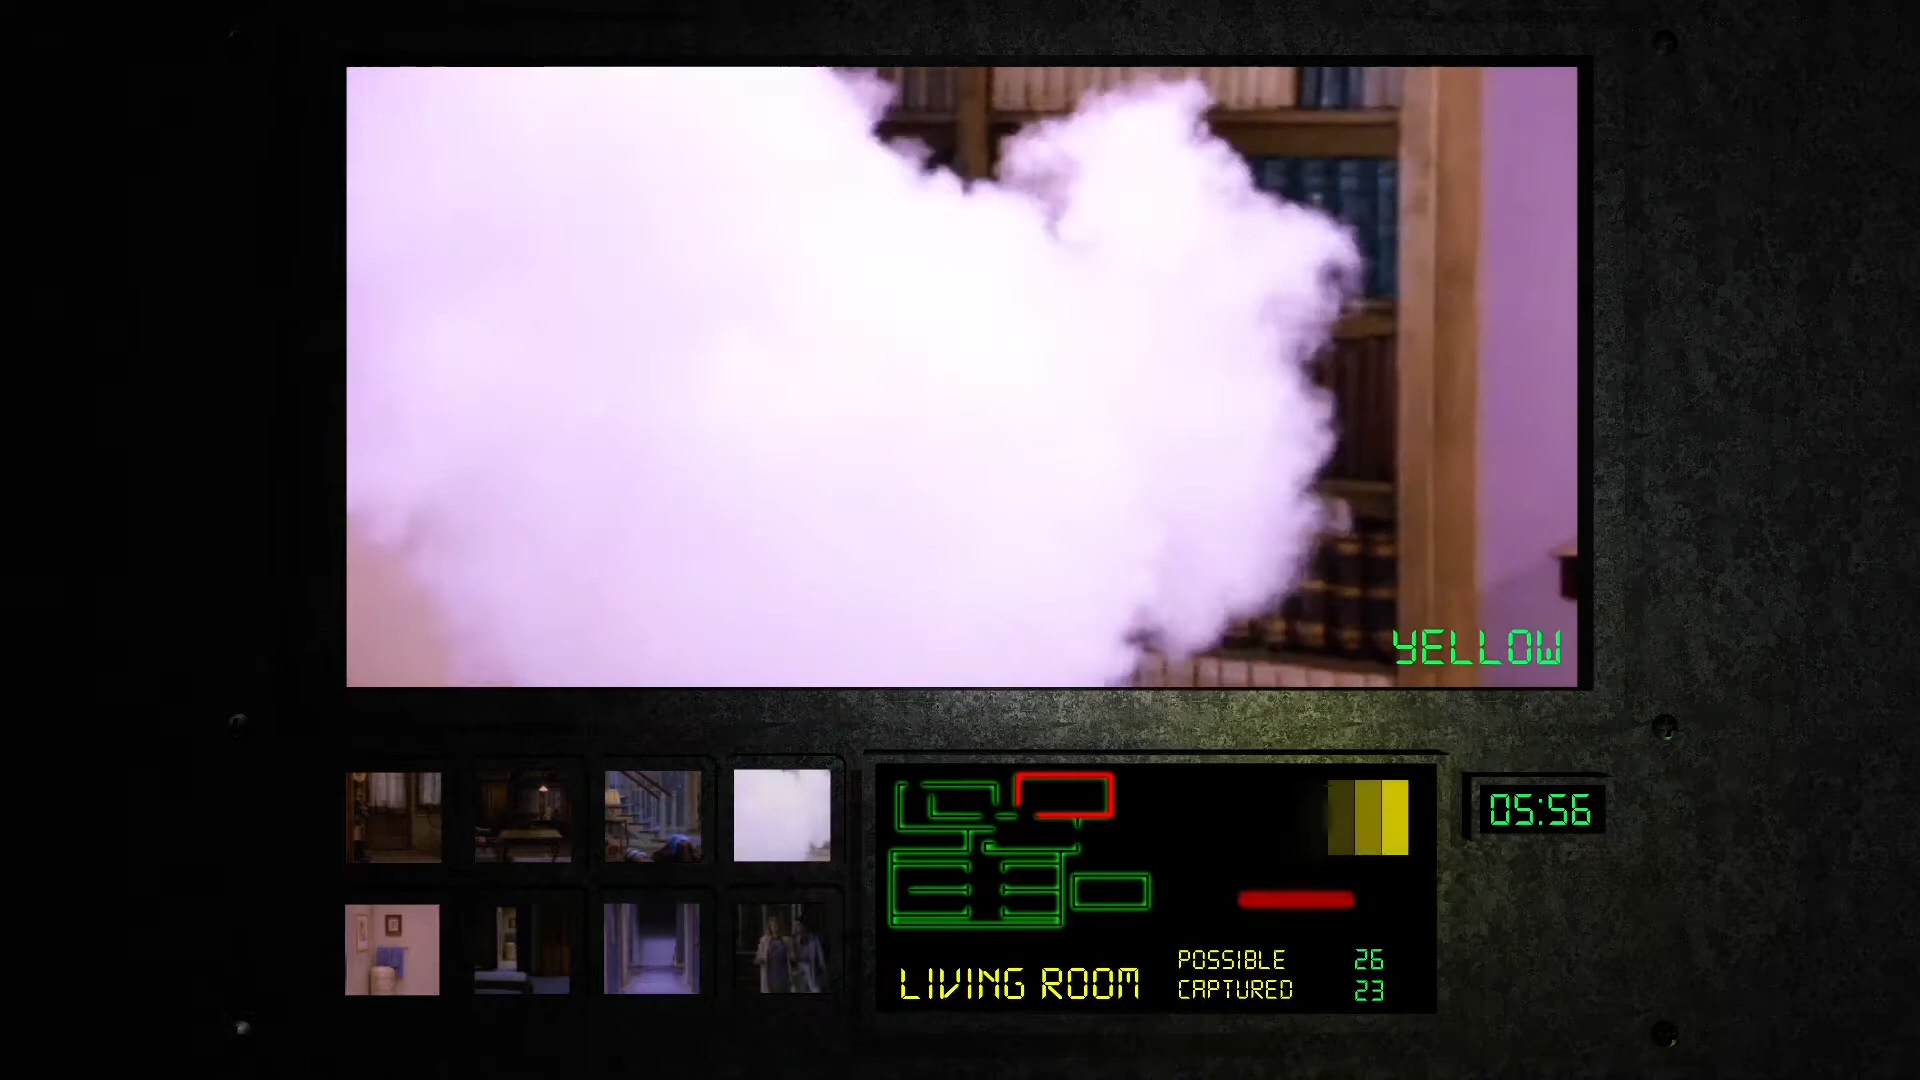 YELLOW
05:56
POSSIBLE 26
CAPTURED 23
LIVING ROOM